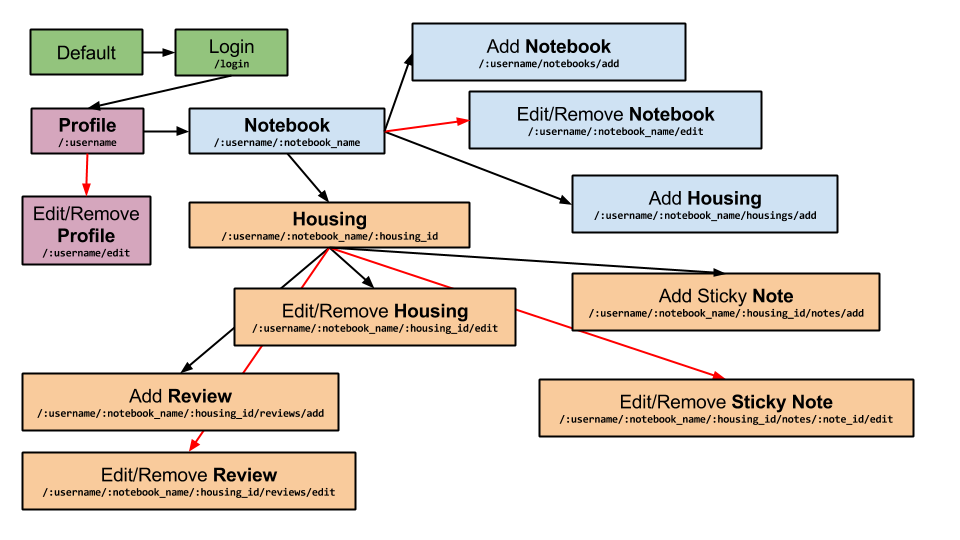 Default
Login
/login
Add Notebook
/:username/notebooks/add
Edit/Remove Notebook
/:username/:notebook_name/edit
Profile
/:username
Notebook
/:username/:notebook_name
Add Housing
/:username/:notebook_name/housings/add
Edit/Remove
Profile
/:username/edit
Housing
/:username/:notebook_name/:housing_id
Edit/Remove Housing
/:username/:notebook_name/:housing_id/edit
Add Sticky Note
/:username/:notebook_name/:housing_id/notes/add
Add Review
/:username/:notebook_name/:housing_id/reviews/add
Edit/Remove Sticky Note
/:username/:notebook_name/:housing_id/notes/:note_id/edit
Edit/Remove Review
/:username/:notebook_name/:housing_id/reviews/edit